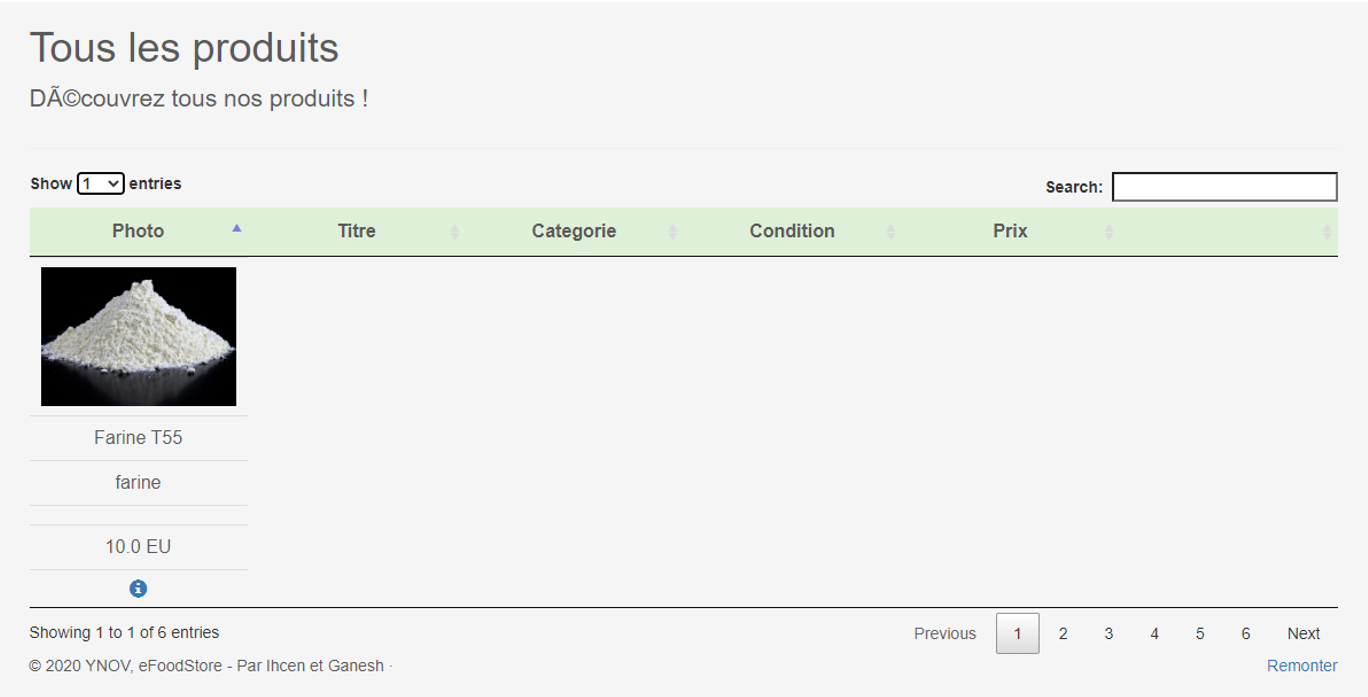 Tous les produits
DÃ©couvrez tous nos produits !
Show 1 entries
Search:
Photo Titre Categorie Condition Prix
Farine T55
farine
10.0 EU
Showing 1 to 1 of 6 entries
Previous 1 2 3 4 5 6 Next
© 2020 YNOV, eFoodStore - Par Ihcen et Ganesh ·
Remonter